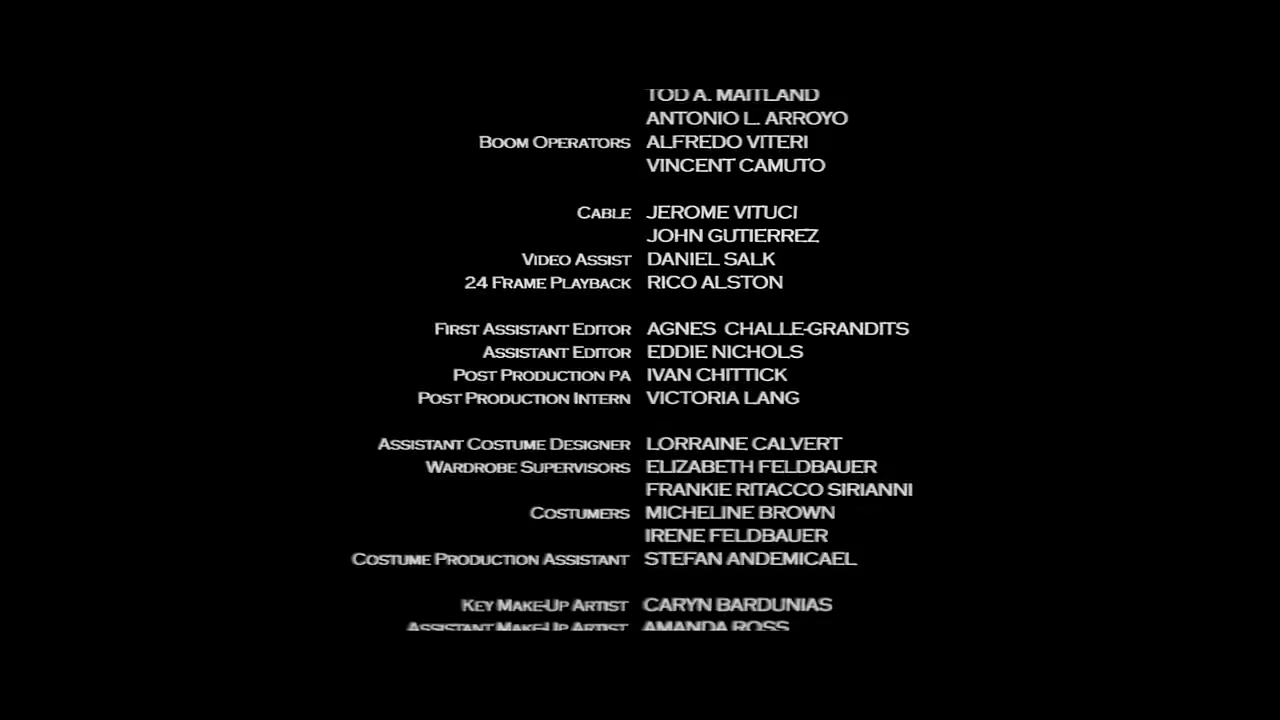 TOD A. MAITLAND
ANTONIO L. ARROYO
BOOM OPERATORS ALFREDO VITERI
VINCENT CAMUTO
CABLE JEROME VITUCI
JOHN GUTIERREZ
VIDEO ASSIST DANIEL SALK
24 FRAME PLAYBACK RICO ALSTON
FIRST ASSISTANT EDITOR AGNES CHALLE-GRANDITS
ASSISTANT EDITOR EDDIE NICHOLS
POST PRODUCTION PA IVAN CHITTICK
POST PRODUCTION INTERN VICTORIA LANG
ASSISTANT COSTUME DESIGNER LORRAINE CALVERT
WARDROBE SUPERVISORS ELIZABETH FELDBAUER
FRANKIE RITACCO SIRIANNI
COSTUMERS MICHELINE BROWN
IRENE FELDBAUER
COSTUME PRODUCTION ASSISTANT STEFAN ANDEMICAEL
KEY MAKE-UP ARTIST CARYN BARDUNIAS
ASSISTANT MAKE-UP ARTIST AMANDA ROSS